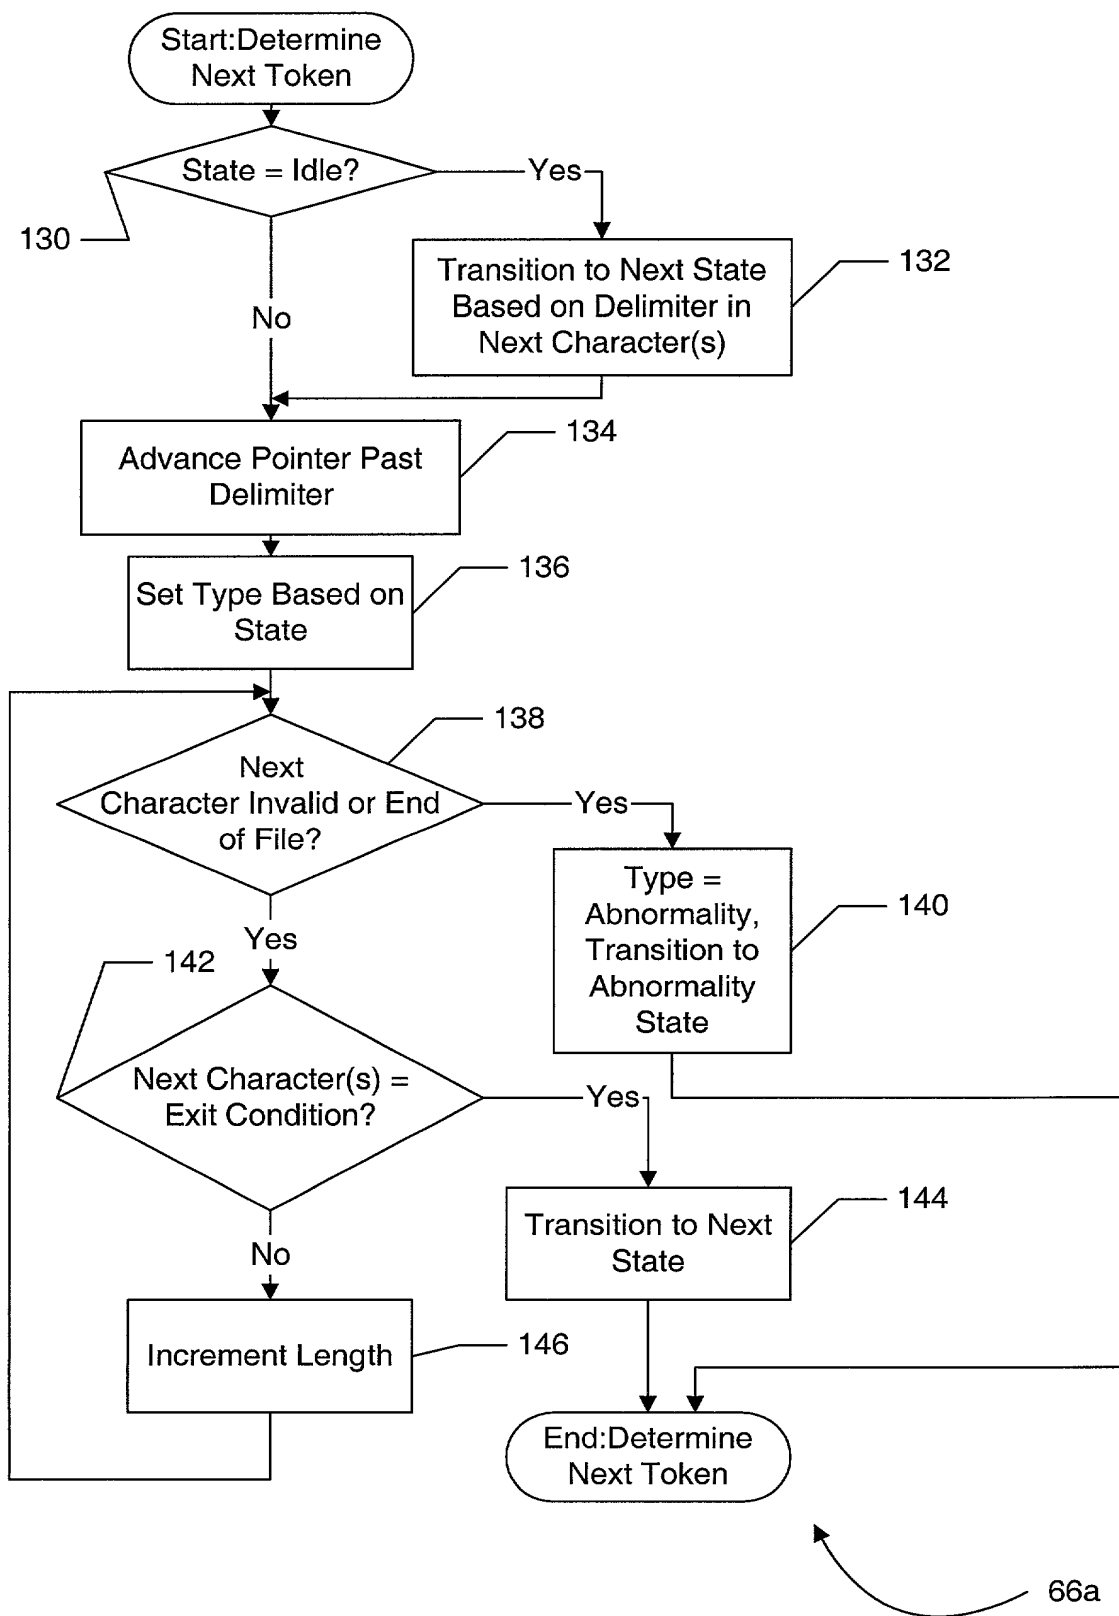 Start:Determine
Next Token
State = Idle?
Yes
130
132
Transition to Next State
Based on Delimiter in
Next Character(s)
No
134
Advance Pointer Past
Delimiter
136
Set Type Based on
State
138
Next
Character Invalid or End
of File?
Yes
Type =
Abnormality,
Transition to
Abnormality
State
140
Yes
142
Next Character(s) =
Exit Condition?
Yes
144
Transition to Next
State
No
Increment Length
146
End:Determine
Next Token
66a